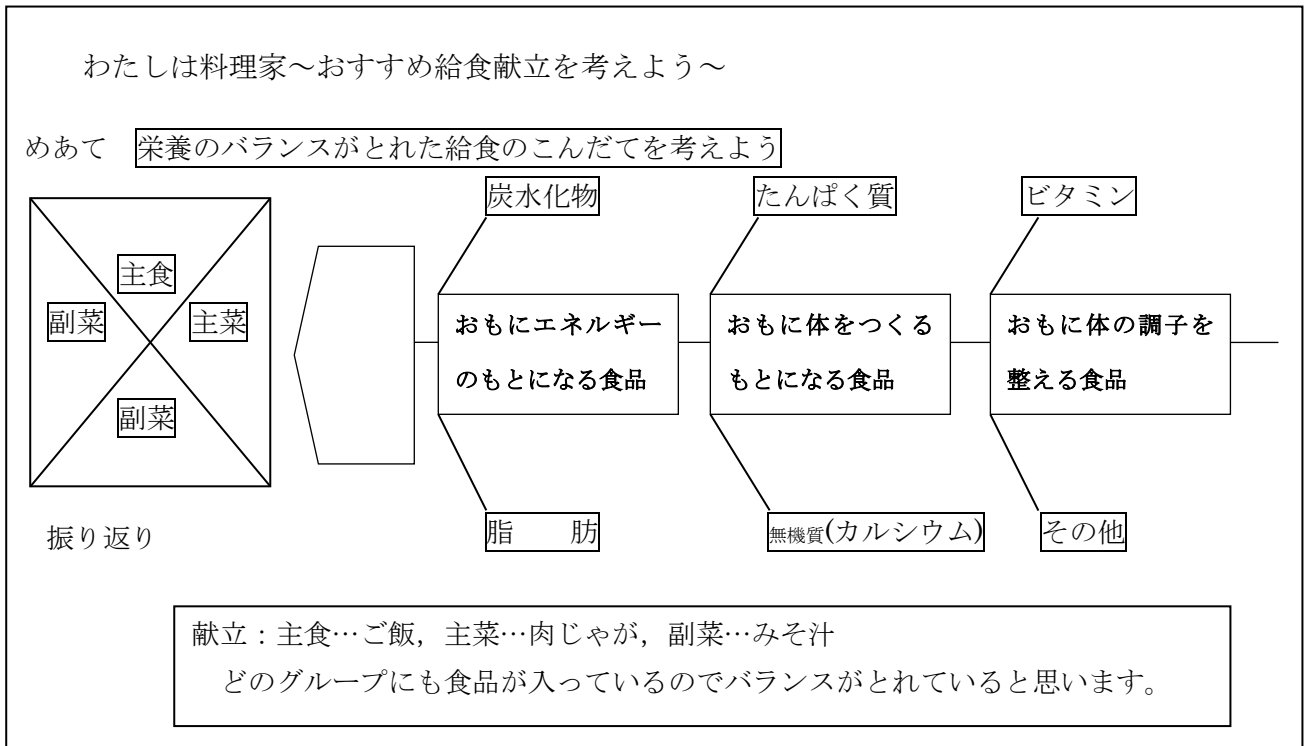 わたしは料理家～おすすめ給食献立を考えよう～
めあて 栄養のバランスがとれた給食のこんだてを考えよう
炭水化物
たんぱく質
ビタミン
主食
副菜
主菜
副菜
おもにエネルギー
のもとになる食品
おもに体をつくる
もとになる食品
おもに体の調子を
整える食品
脂 肪
無機質(カルシウム)
その他
振り返り
献立：主食…ご飯，主菜…肉じゃが，副菜…みそ汁
どのグループにも食品が入っているのでバランスがとれていると思います。